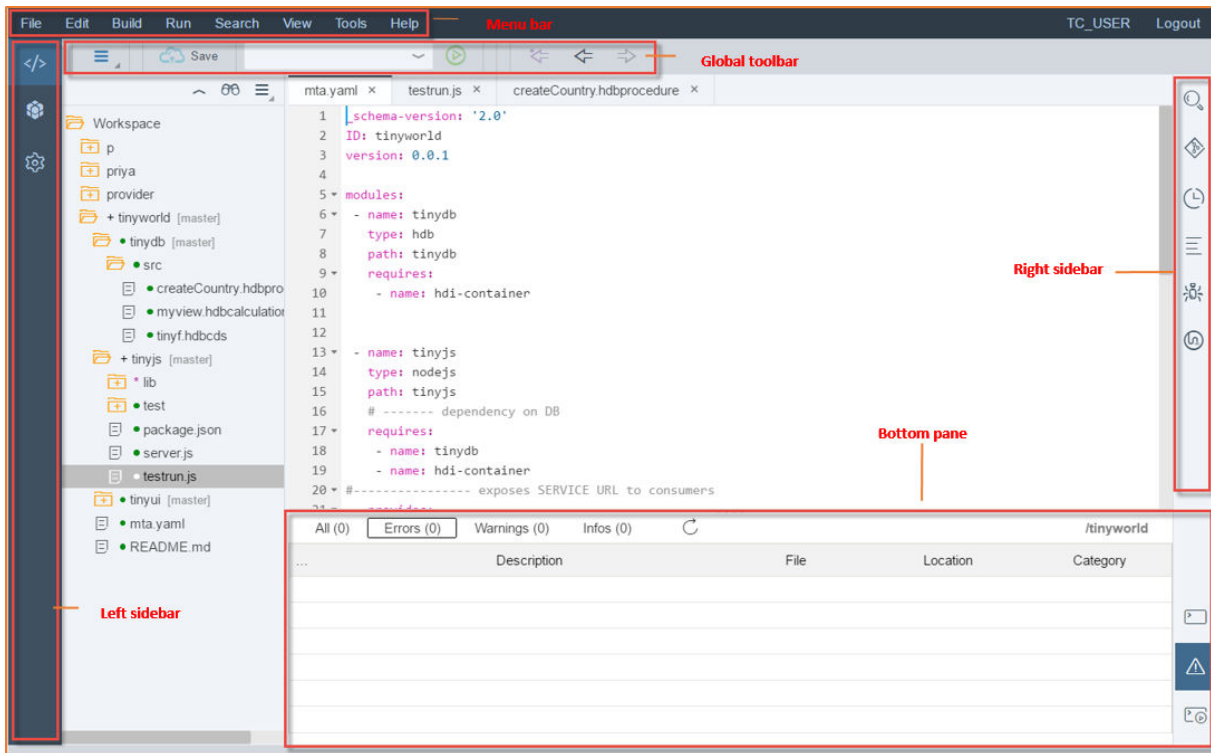 File Edit Build Run Search View Tools Help Menu bar TC_USER Logout
</> Save Global toolbar
mta.yaml × testrun.js × createCountry.hdbprocedure ×
Workspace
p
priya
provider
+ tinyworld [master]
tinydb [master]
src
createCountry.hdbpro
myview.hdbcalculation
tinyf.hdbcds
+ tinyjs [master]
* lib
test
package.json
server.js
testrun.js
tinyui [master]
mta.yaml
README.md
Left sidebar
1 _schema-version: '2.0'
2 ID: tinyworld
3 version: 0.0.1
4
5 modules:
6 - name: tinydb
7 type: hdb
8 path: tinydb
9 requires:
10 - name: hdi-container
11
12
13 - name: tinyjs
14 type: nodejs
15 path: tinyjs
16 # ------- dependency on DB
17 requires:
18 - name: tinydb
19 - name: hdi-container
20 #---------------- exposes SERVICE URL to consumers
21 provides:
Right sidebar
Bottom pane
All (0) Errors (0) Warnings (0) Infos (0) /tinyworld
... Description File Location Category